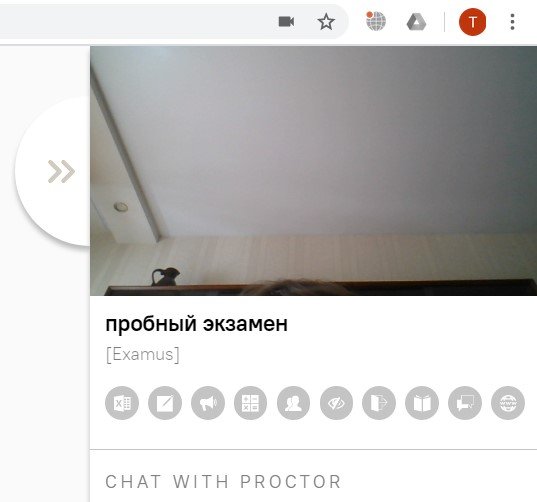 T
пробный экзамен
[Examus]
CHAT WITH PROCTOR